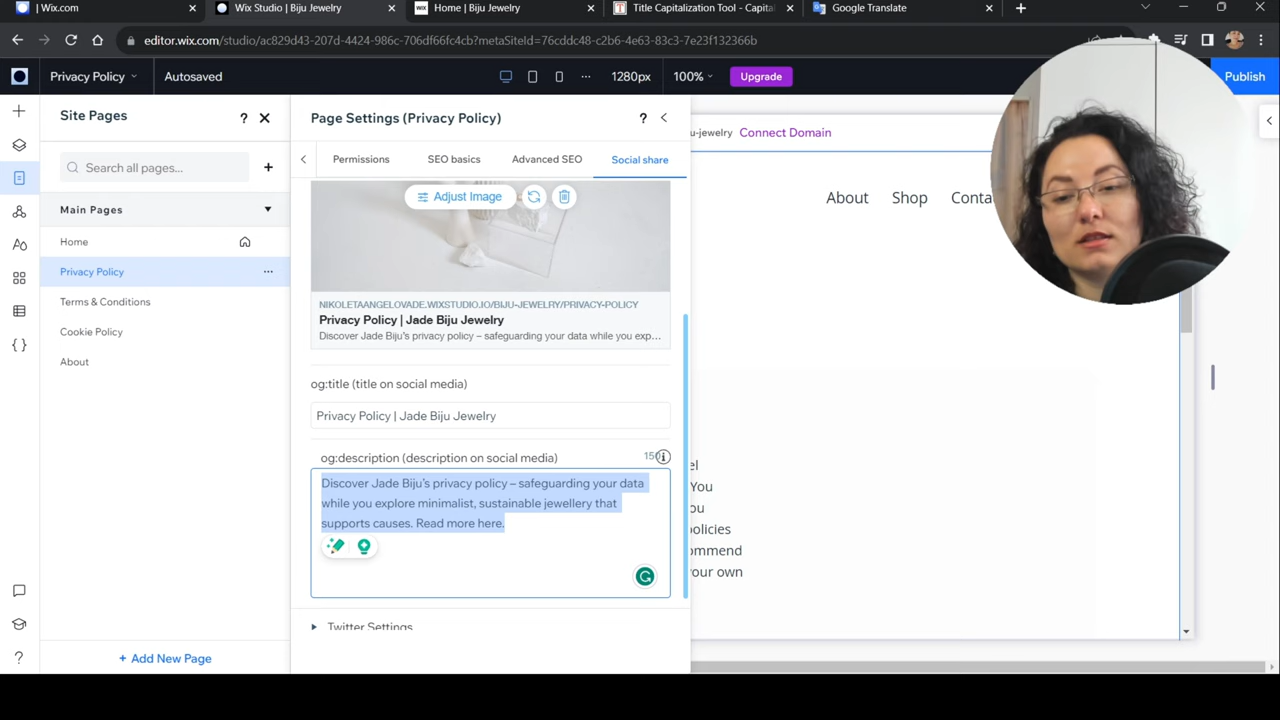 | Wix.com
Wix Studio | Biju Jewelry
Home | Biju Jewelry
Title Capitalization Tool - Capital
Google Translate
editor.wix.com/studio/ac829d43-207d-4424-986c-706df66fc4cb?metaSiteId=76cddc48-c2b6-4e63-83c3-7e23f132366b
Privacy Policy
Autosaved
1280px
100%
Upgrade
Publish
Site Pages
?
Page Settings (Privacy Policy)
?
u-jewelry Connect Domain
Search all pages...
Permissions
SEO basics
Advanced SEO
Social share
Main Pages
Home
Privacy Policy
Terms & Conditions
Cookie Policy
About
Adjust Image
About
Shop
Conta
NIKOLETAANGELOVADE.WIXSTUDIO.IO/BIJU-JEWELRY/PRIVACY-POLICY
Privacy Policy | Jade Biju Jewelry
Discover Jade Biju's privacy policy – safeguarding your data while you exp...
og:title (title on social media)
Privacy Policy | Jade Biju Jewelry
og:description (description on social media)
Discover Jade Biju's privacy policy – safeguarding your data
while you explore minimalist, sustainable jewellery that
supports causes. Read more here.
el
You
ou
policies
ommend
our own
Twitter Settings
+ Add New Page
?